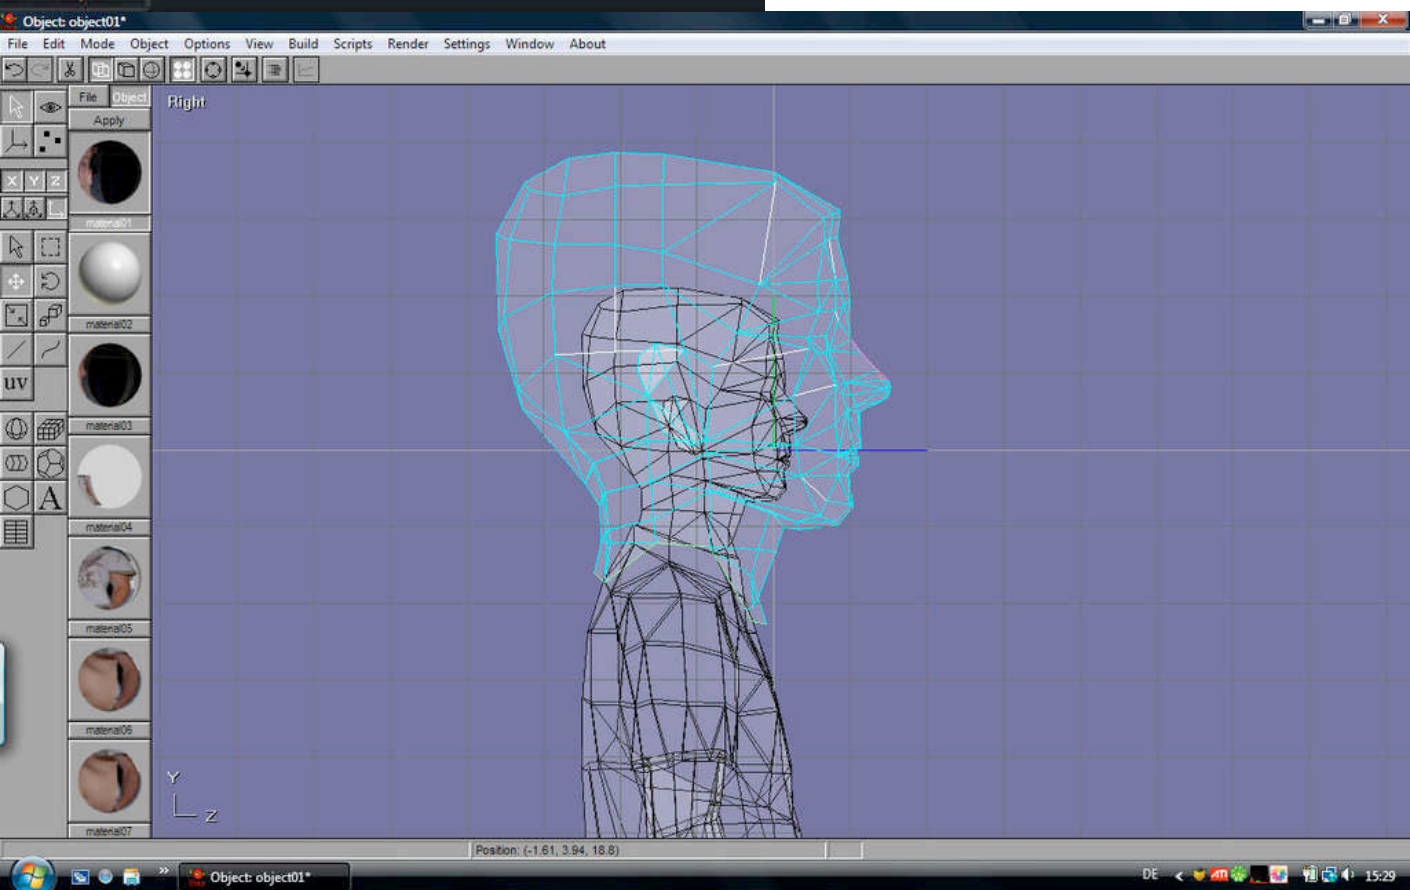 Object: object01*
File Edit Mode Object Options View Build Scripts Render Settings Window About
File Object
Apply
Right
material01
X Y Z
material02
uv
material03
A
material04
material05
material06
material07
Y
Z
Position: (-1.61, 3.94, 18.8)
» Object: object01*
DE < ATI 15:29